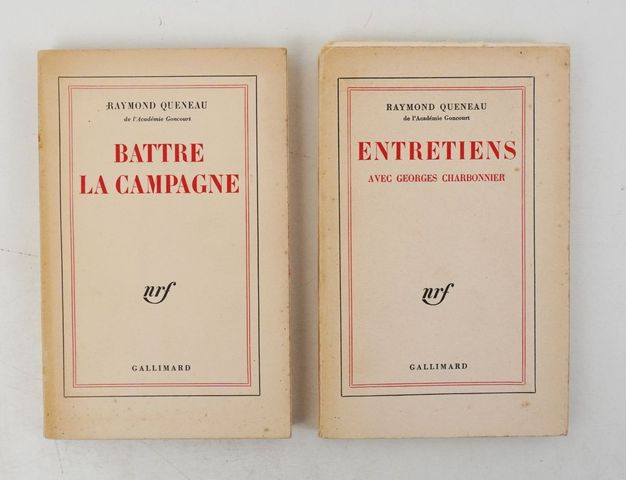 RAYMOND QUENEAU
de l'Académie Goncourt
BATTRE
LA CAMPAGNE
nrf
GALLIMARD
RAYMOND QUENEAU
de l'Académie Goncourt
ENTRETIENS
AVEC GEORGES CHARBONNIER
nrf
GALLIMARD